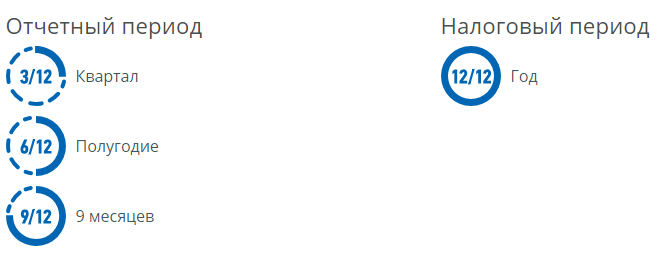 Отчетный период
3/12 Квартал
6/12 Полугодие
9/12 9 месяцев
Налоговый период
12/12 Год